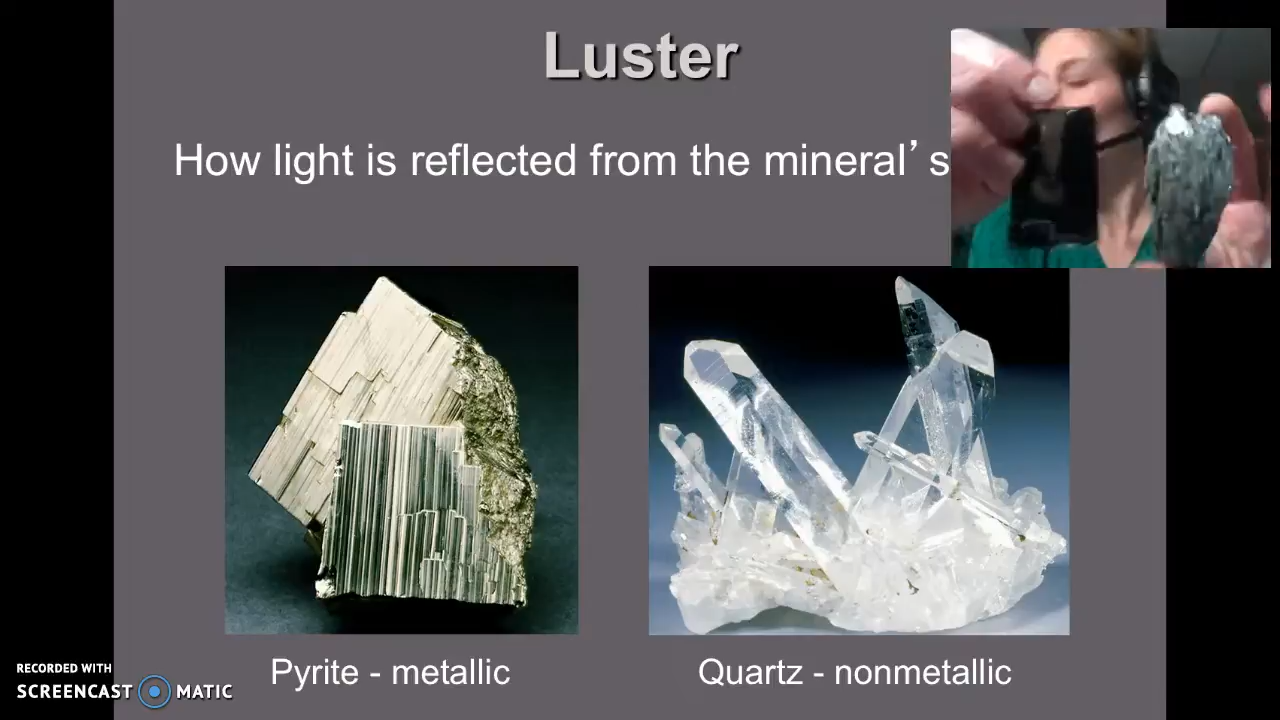 Luster
How light is reflected from the mineral's
Pyrite - metallic
Quartz - nonmetallic
RECORDED WITH
SCREENCAST MATIC